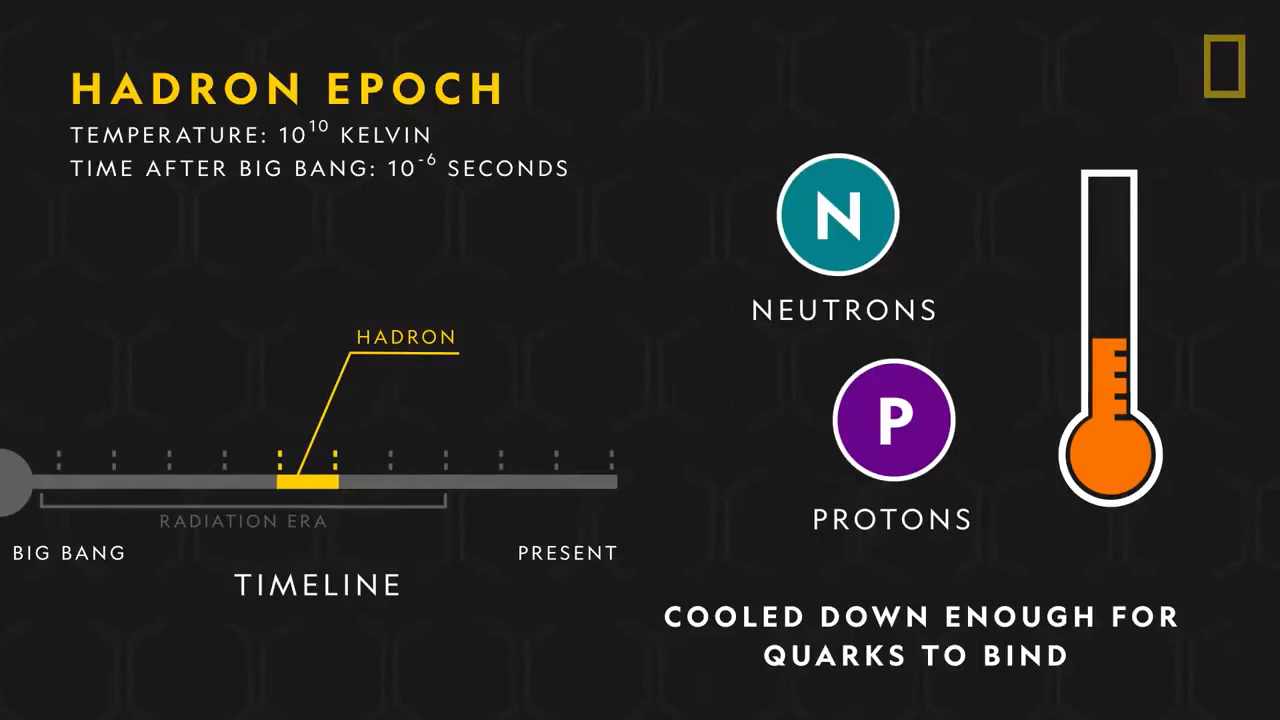 HADRON EPOCH
TEMPERATURE: 10¹⁰ KELVIN
TIME AFTER BIG BANG: 10⁻⁶ SECONDS
N
NEUTRONS
P
PROTONS
HADRON
RADIATION ERA
BIG BANG
PRESENT
TIMELINE
COOLED DOWN ENOUGH FOR
QUARKS TO BIND